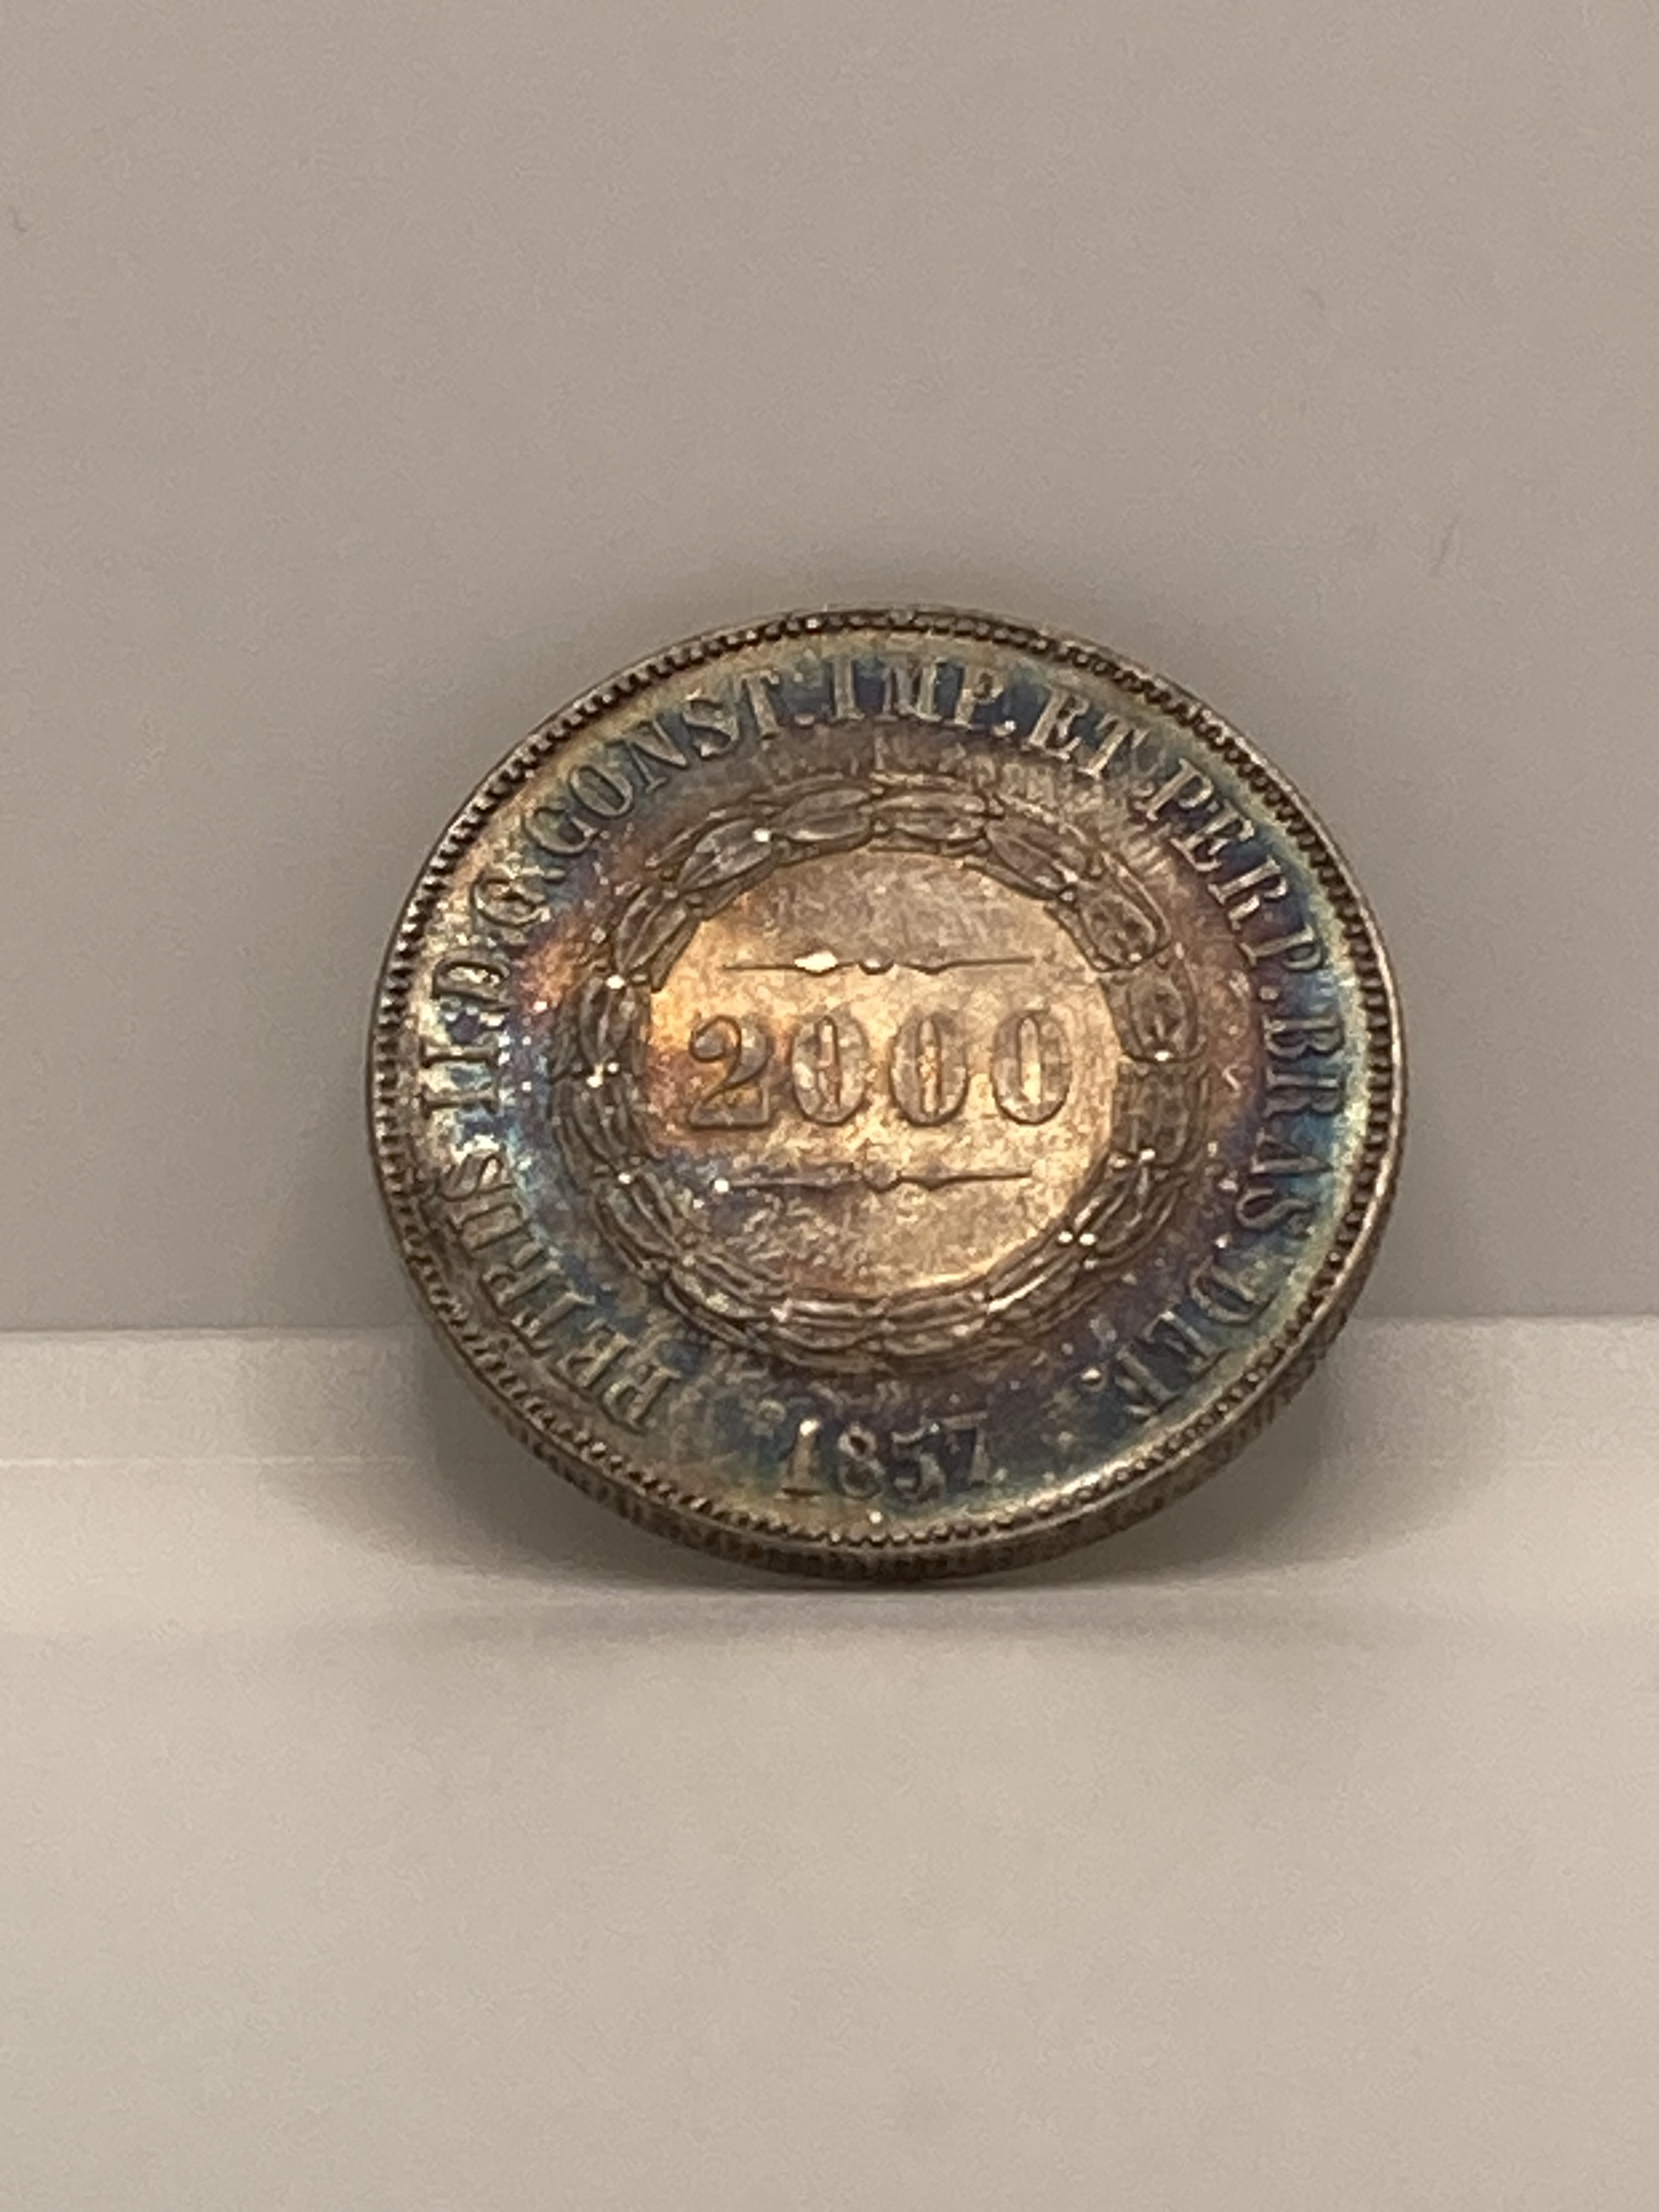 PETRUS II.D.G.CONST.IMP.ET PERP.BRAS.DEF.
2000
1857